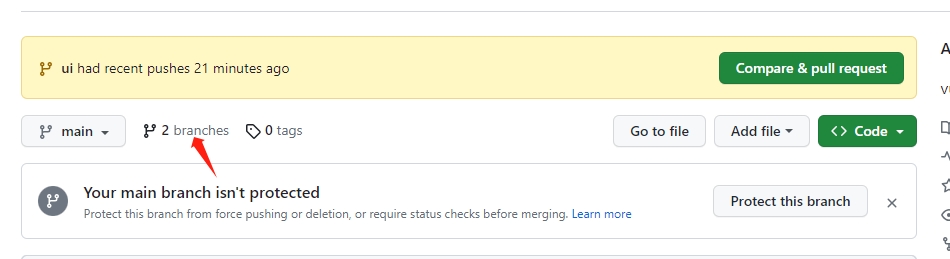 ui had recent pushes 21 minutes ago
Compare & pull request
main
2 branches
0 tags
Go to file
Add file
Code
Your main branch isn't protected
Protect this branch from force pushing or deletion, or require status checks before merging. Learn more
Protect this branch